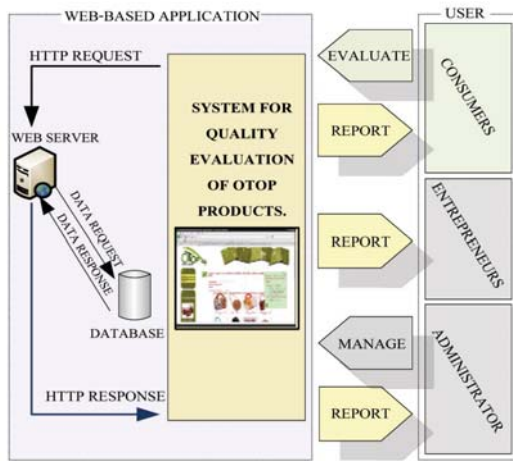 WEB-BASED APPLICATION
USER
HTTP REQUEST
WEB SERVER
DATA REQUEST
DATA RESPONSE
DATABASE
HTTP RESPONSE
SYSTEM FOR
QUALITY
EVALUATION
OF OTOP
PRODUCTS.
EVALUATE
REPORT
REPORT
MANAGE
REPORT
CONSUMERS
ENTREPRENEURS
ADMINISTRATOR